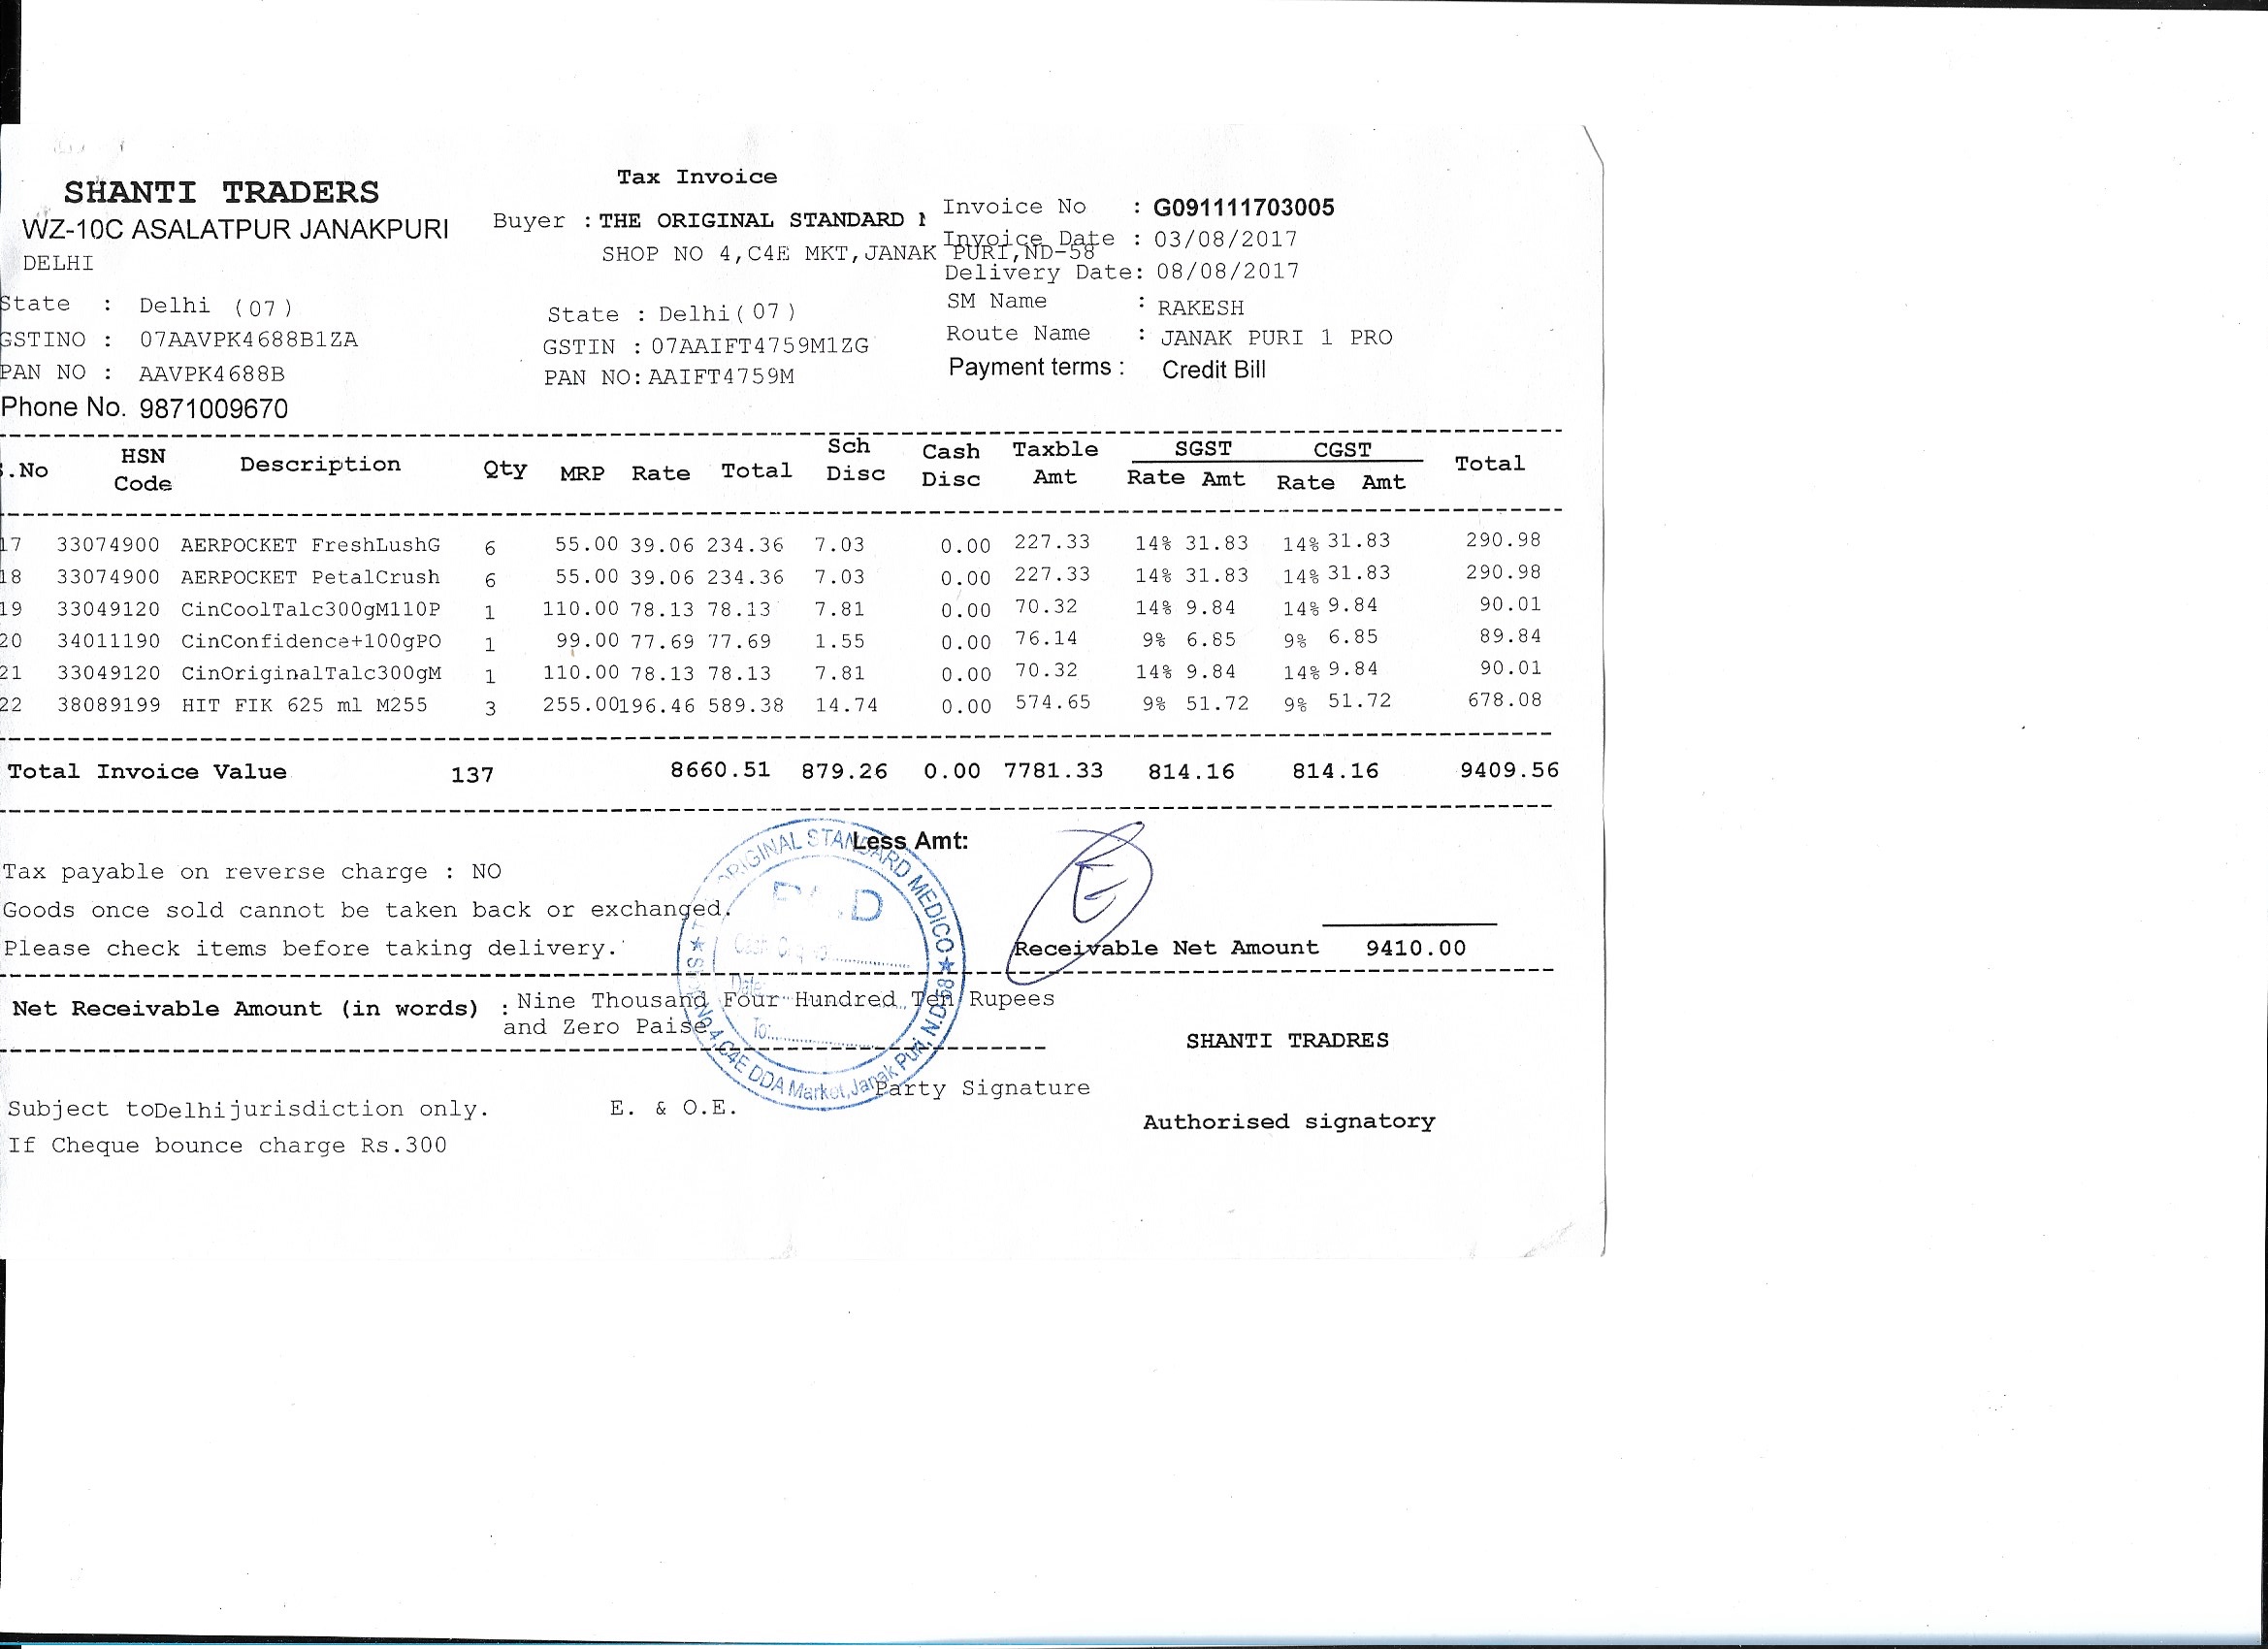 Tax Invoice
SHANTI TRADERS
WZ-10C ASALATPUR JANAKPURI
DELHI
State : Delhi (07)
GSTINO : 07AAVPK4688B1ZA
PAN NO : AAVPK4688B
Phone No. 9871009670
Buyer : THE ORIGINAL STANDARD
SHOP NO 4,C4E MKT,JANAK PURI,ND-58
State : Delhi(07)
GSTIN : 07AAIFT4759M1ZG
PAN NO: AAIFT4759M
Invoice No : G091111703005
Invoice Date : 03/08/2017
Delivery Date: 08/08/2017
SM Name : RAKESH
Route Name : JANAK PURI 1 PRO
Payment terms : Credit Bill
.No HSN Code Description Qty MRP Rate Total Sch Disc Cash Disc Taxble Amt SGST Rate Amt CGST Rate Amt Total
17 33074900 AERPOCKET FreshLushG 6 55.00 39.06 234.36 7.03 0.00 227.33 14% 31.83 14% 31.83 290.98
18 33074900 AERPOCKET PetalCrush 6 55.00 39.06 234.36 7.03 0.00 227.33 14% 31.83 14% 31.83 290.98
19 33049120 CinCoolTalc300gM110P 1 110.00 78.13 78.13 7.81 0.00 70.32 14% 9.84 14% 9.84 90.01
20 34011190 CinConfidence+100gPO 1 99.00 77.69 77.69 1.55 0.00 76.14 9% 6.85 9% 6.85 89.84
21 33049120 CinOriginalTalc300gM 1 110.00 78.13 78.13 7.81 0.00 70.32 14% 9.84 14% 9.84 90.01
22 38089199 HIT FIK 625 ml M255 3 255.00 196.46 589.38 14.74 0.00 574.65 9% 51.72 9% 51.72 678.08
Total Invoice Value 137 8660.51 879.26 0.00 7781.33 814.16 814.16 9409.56
Less Amt:
Tax payable on reverse charge : NO
Goods once sold cannot be taken back or exchanged.
Please check items before taking delivery.
Receivable Net Amount 9410.00
Net Receivable Amount (in words) : Nine Thousand Four Hundred Ten Rupees
and Zero Paise
ORIGINAL STANDARD MEDICO
No 4,C4E DDA Market,Janak Puri, N.D-58
Date:
To:
SHANTI TRADRES
Party Signature
Authorised signatory
Subject toDelhijurisdiction only. E. & O.E.
If Cheque bounce charge Rs.300